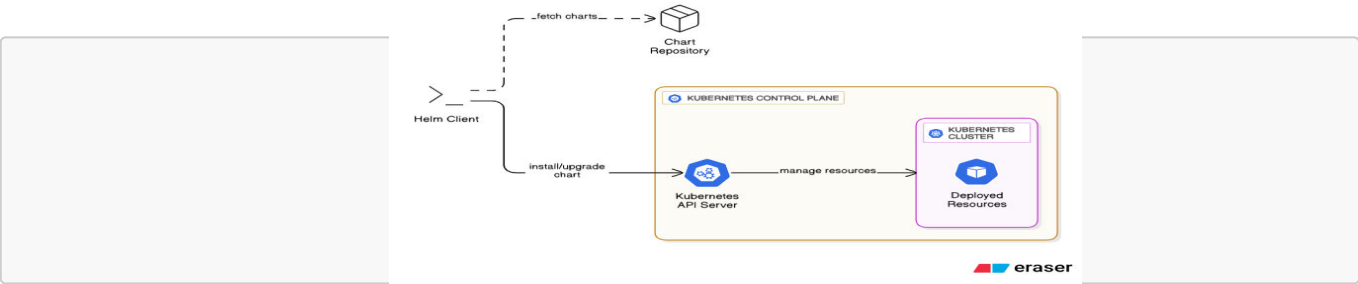 fetch charts
Chart
Repository
>_
Helm Client
KUBERNETES CONTROL PLANE
KUBERNETES
CLUSTER
install/upgrade
chart
manage resources
Kubernetes
API Server
Deployed
Resources
eraser